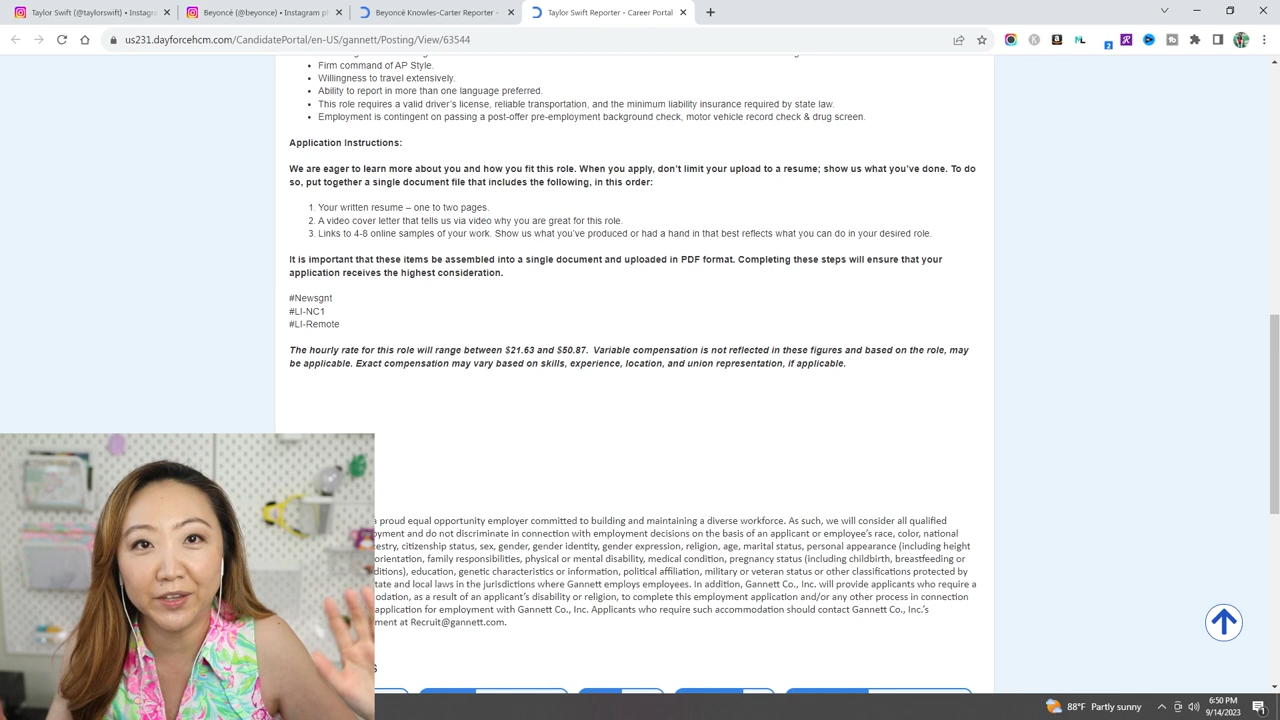 Taylor Swift (@taylorswift) • Instagr
Beyoncé (@beyonce) • Instagram p
Beyoncé Knowles-Carter Reporter -
Taylor Swift Reporter - Career Portal
us231.dayforcehcm.com/CandidatePortal/en-US/gannett/Posting/View/63544
Firm command of AP Style.
Willingness to travel extensively.
Ability to report in more than one language preferred.
This role requires a valid driver's license, reliable transportation, and the minimum liability insurance required by state law.
Employment is contingent on passing a post-offer pre-employment background check, motor vehicle record check & drug screen.
Application Instructions:
We are eager to learn more about you and how you fit this role. When you apply, don't limit your upload to a resume; show us what you've done. To do
so, put together a single document file that includes the following, in this order:
1. Your written resume – one to two pages.
2. A video cover letter that tells us via video why you are great for this role.
3. Links to 4-8 online samples of your work. Show us what you've produced or had a hand in that best reflects what you can do in your desired role.
It is important that these items be assembled into a single document and uploaded in PDF format. Completing these steps will ensure that your
application receives the highest consideration.
#Newsgnt
#LI-NC1
#LI-Remote
The hourly rate for this role will range between $21.63 and $50.87. Variable compensation is not reflected in these figures and based on the role, may
be applicable. Exact compensation may vary based on skills, experience, location, and union representation, if applicable.
a proud equal opportunity employer committed to building and maintaining a diverse workforce. As such, we will consider all qualified
oyment and do not discriminate in connection with employment decisions on the basis of an applicant or employee's race, color, national
cestry, citizenship status, sex, gender, gender identity, gender expression, religion, age, marital status, personal appearance (including height
orientation, family responsibilities, physical or mental disability, medical condition, pregnancy status (including childbirth, breastfeeding or
ditions), education, genetic characteristics or information, political affiliation, military or veteran status or other classifications protected by
tate and local laws in the jurisdictions where Gannett employs employees. In addition, Gannett Co., Inc. will provide applicants who require a
odation, as a result of an applicant's disability or religion, to complete this employment application and/or any other process in connection
application for employment with Gannett Co., Inc. Applicants who require such accommodation should contact Gannett Co., Inc.'s
ment at Recruit@gannett.com.
s
88°F Partly sunny
6:50 PM
9/14/2023